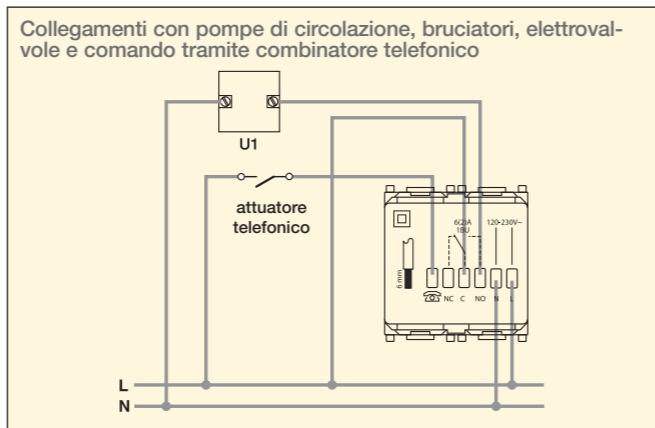 Collegamenti con pompe di circolazione, bruciatori, elettroval-
vole e comando tramite combinatore telefonico
U1
attuatore
telefonico
6(2)A
1BU
120-230V~
6 mm
NC C NO N L
L
N